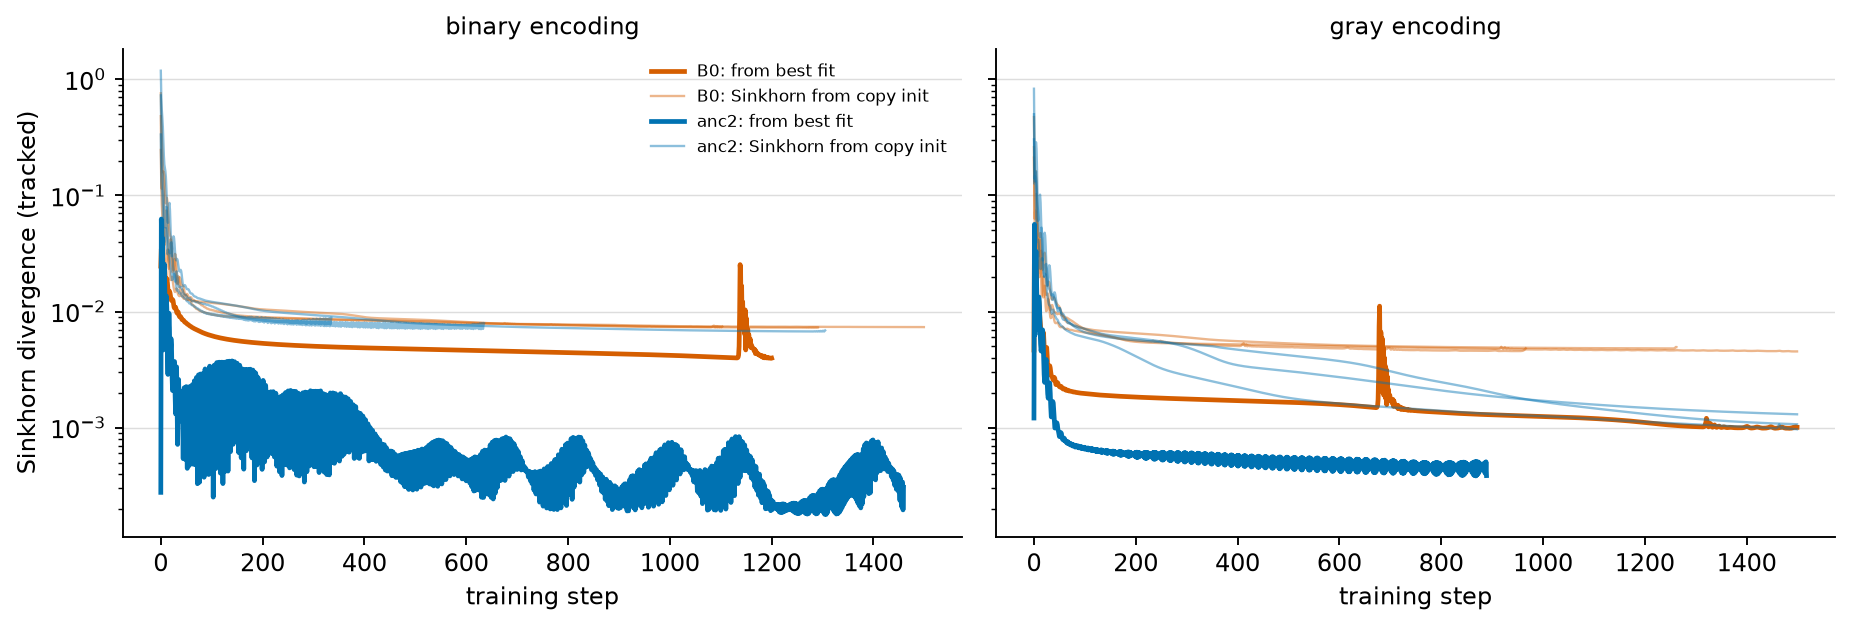 binary encoding
gray encoding
B0: from best fit
B0: Sinkhorn from copy init
anc2: from best fit
anc2: Sinkhorn from copy init
Sinkhorn divergence (tracked)
10⁰
10⁻¹
10⁻²
10⁻³
0 200 400 600 800 1000 1200 1400
0 200 400 600 800 1000 1200 1400
training step
training step